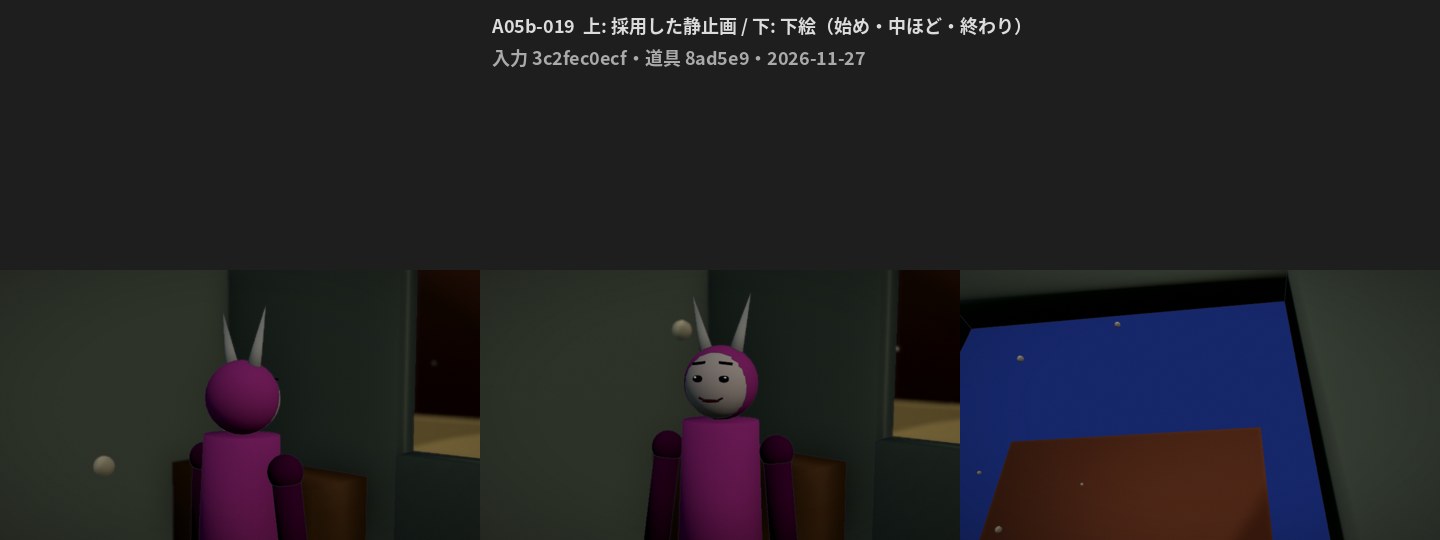 A05b-019 上: 採用した静止画 / 下: 下絵（始め・中ほど・終わり）
入力 3c2fec0ecf・道具 8ad5e9・2026-11-27